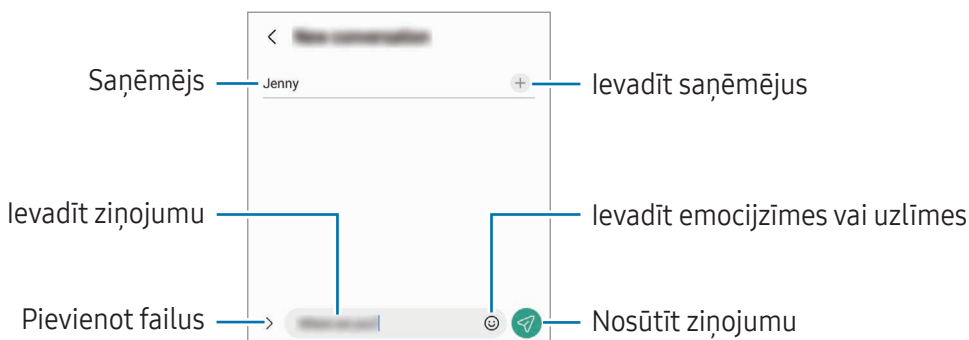 Saņēmējs
Jenny
Ievadīt saņēmējus
Ievadīt ziņojumu
Ievadīt emocijzīmes vai uzlīmes
Pievienot failus
Nosūtīt ziņojumu